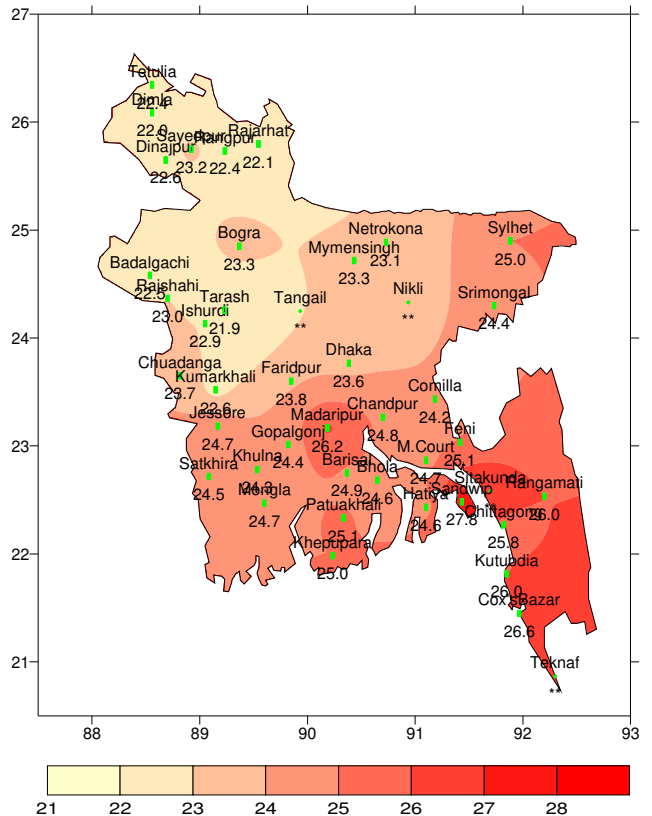 27
Tetulia
22.4
Dimla
26
22.0
Sayedpur
Rangpur
Rajarhat
Dinajpur
23.2
22.4
22.1
22.6
25
Bogra
23.3
Netrokona
23.1
Sylhet
25.0
Mymensingh
23.3
Badalgachi
22.5
Rajshahi
23.0
Tarash
21.9
Tangail
**
Nikli
**
Srimongal
24.4
Ishurdi
22.9
24
Dhaka
23.6
Chuadanga
23.7
Kumarkhali
22.6
Faridpur
23.8
Comilla
24.2
Jessore
24.7
Madaripur
26.2
Chandpur
24.8
Feni
25.1
23
Gopalgonj
24.4
M.Court
24.7
Satkhira
24.5
Khulna
24.3
Barisal
24.9
Bhola
24.6
Sitakunda
Rangamati
26.0
Mongla
24.7
Hatiya
24.6
Sandwip
27.8
Chittagong
25.8
Patuakhali
25.1
22
Khepupara
25.0
Kutubdia
26.0
Cox'sBazar
26.6
21
Teknaf
**
88 89 90 91 92 93
21 22 23 24 25 26 27 28